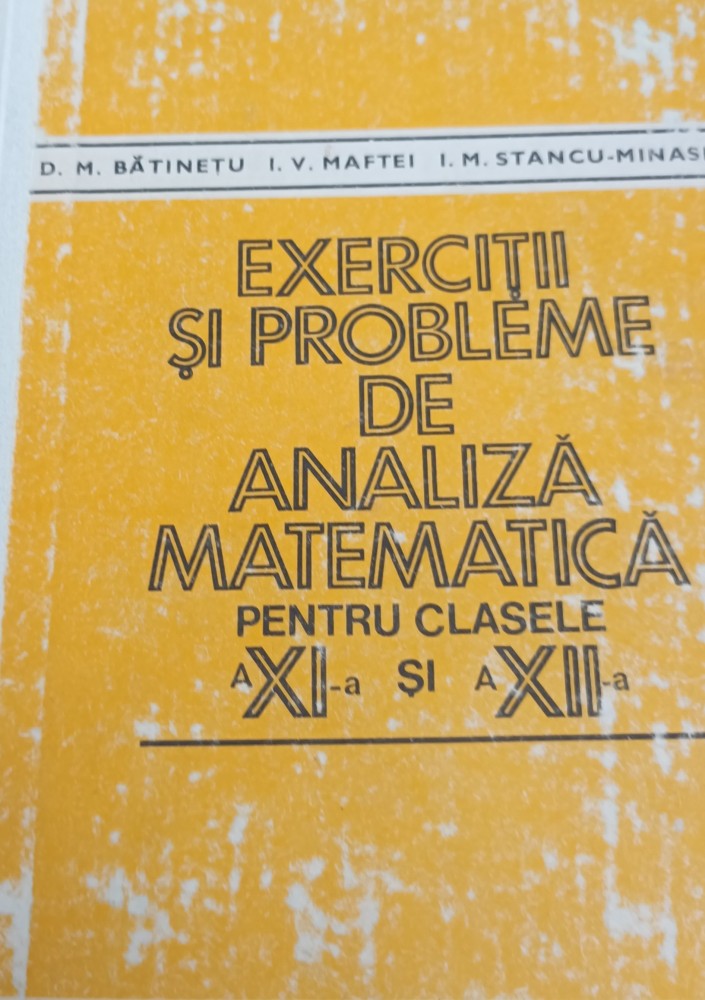 D. M. BĂTINEȚU I. V. MAFTEI I. M. STANCU-MINAS
EXERCIȚII
ȘI PROBLEME
DE
ANALIZĂ
MATEMATICĂ
PENTRU CLASELE
A XI-a ȘI A XII-a